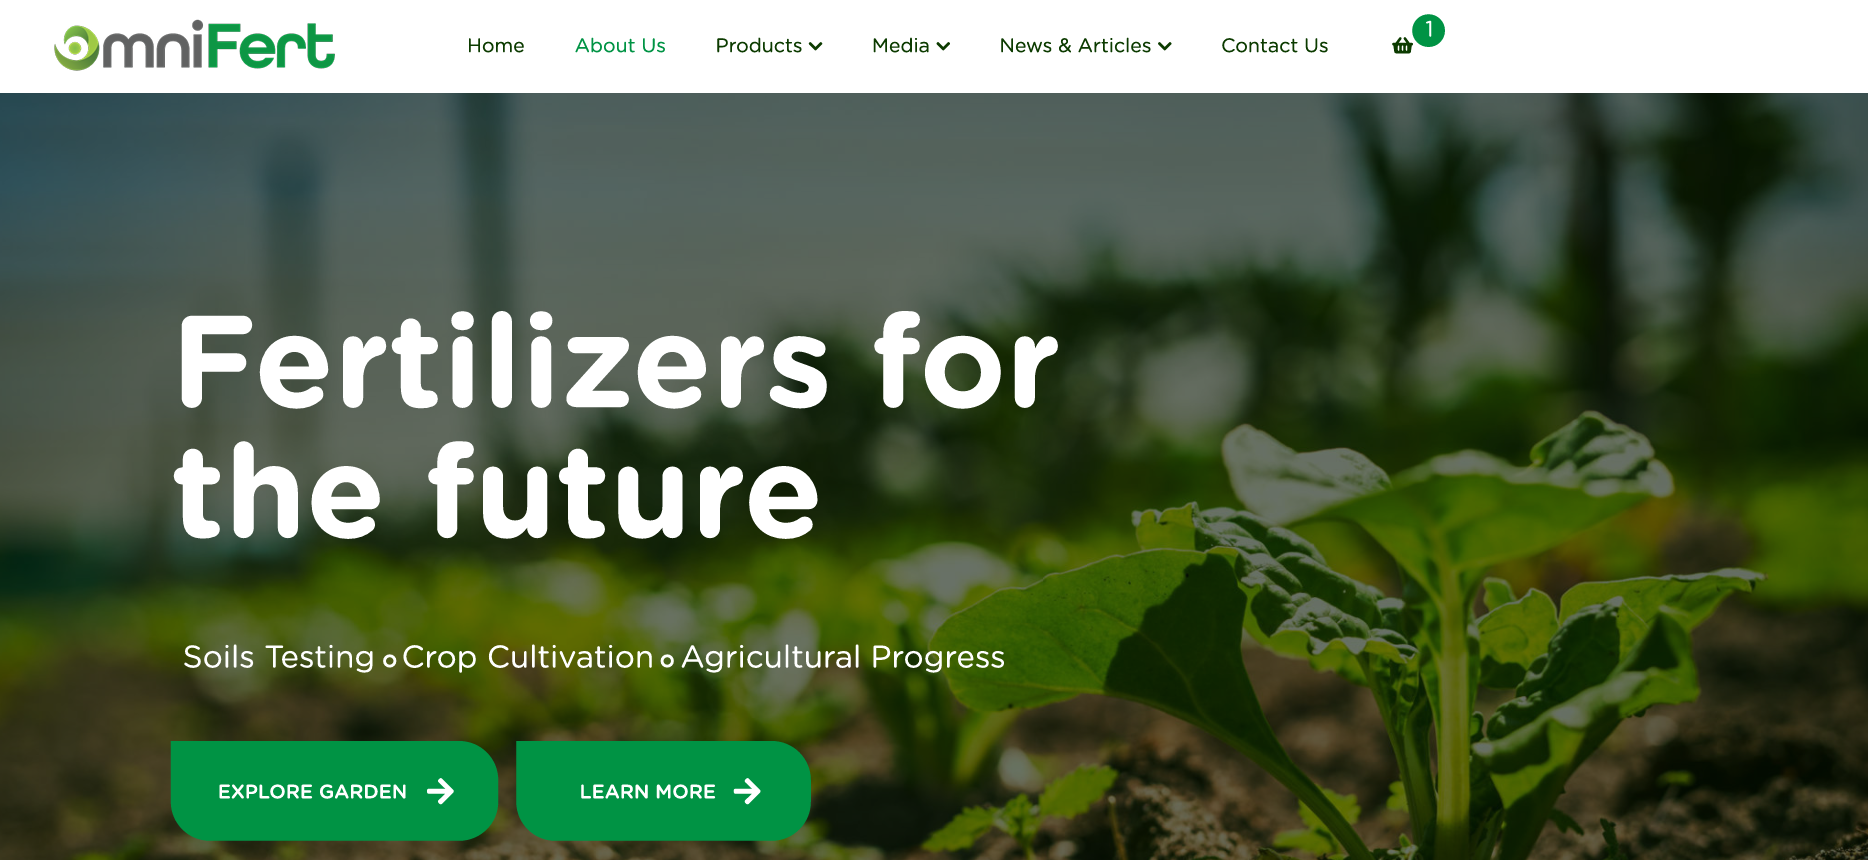 OmniFert
Home About Us Products Media News & Articles Contact Us 1
Fertilizers for
the future
Soils Testing Crop Cultivation Agricultural Progress
EXPLORE GARDEN LEARN MORE